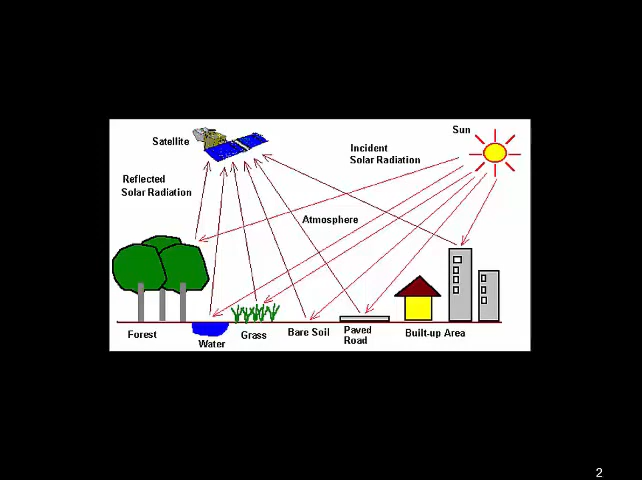 Sun
Satellite
Incident
Solar Radiation
Reflected
Solar Radiation
Atmosphere
Forest
Water
Grass
Bare Soil
Paved
Road
Built-up Area
2